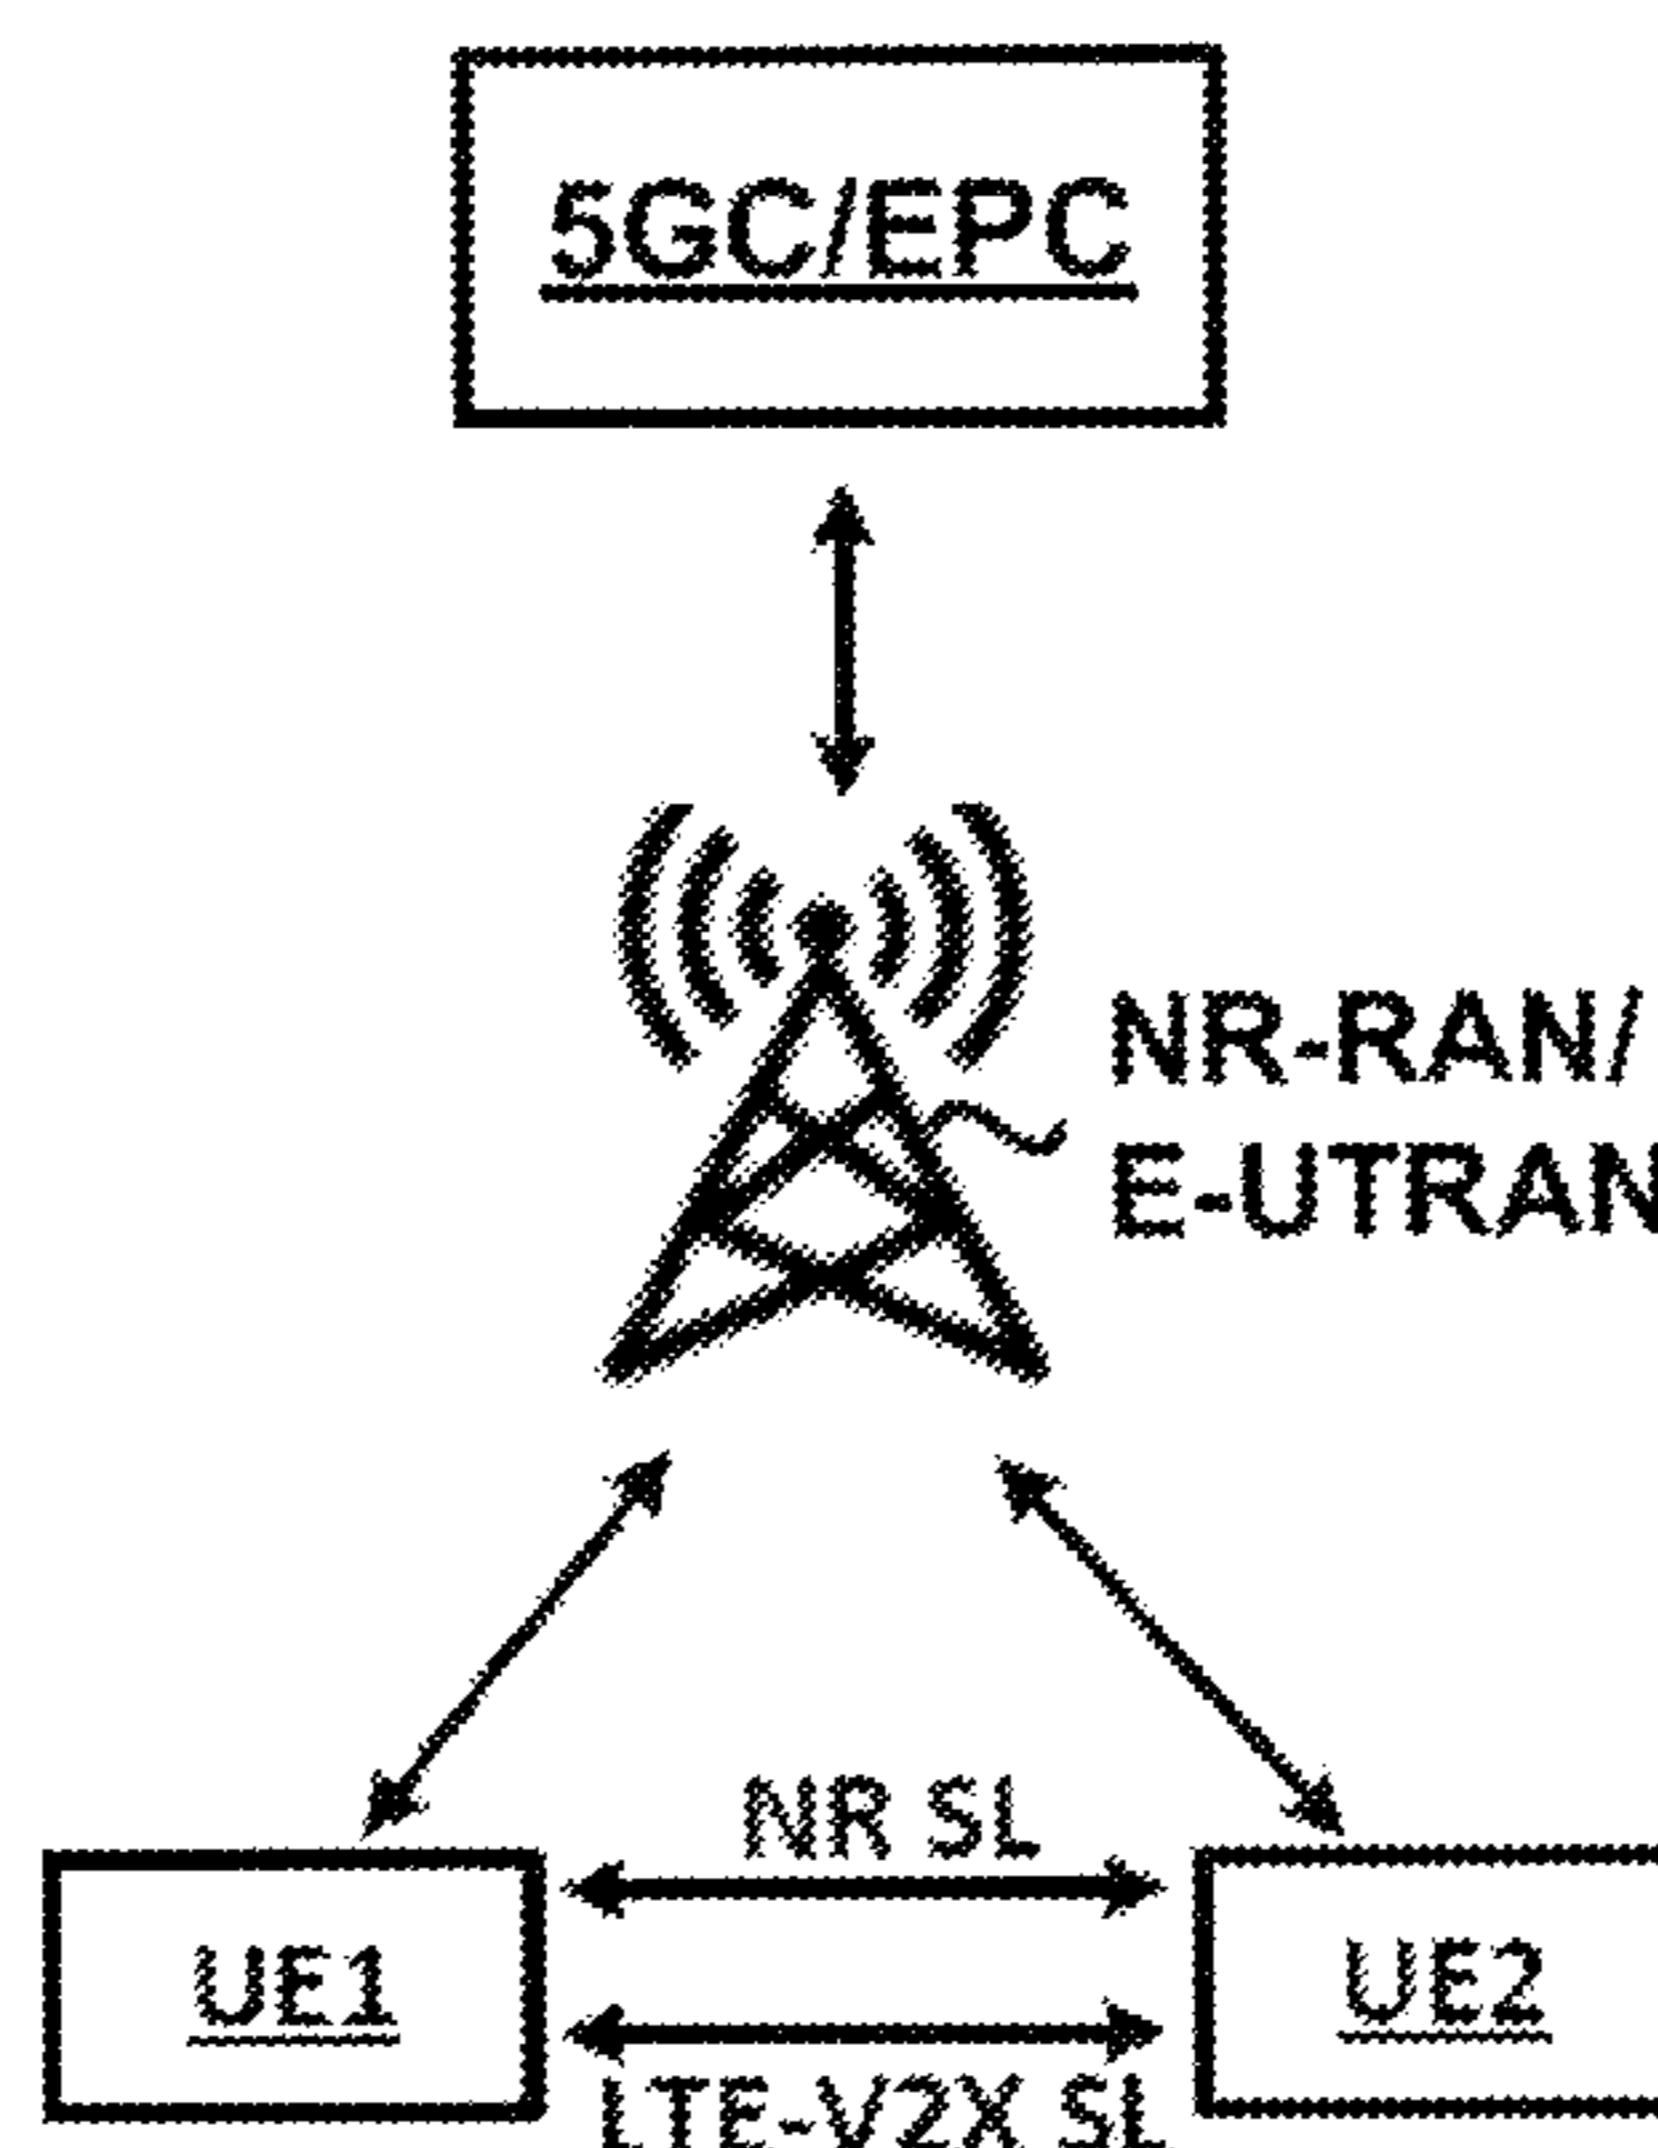 5GC/EPC
NR-RAN/
E-UTRAN
NR SL
UE1
UE2
LTE-V2X SL